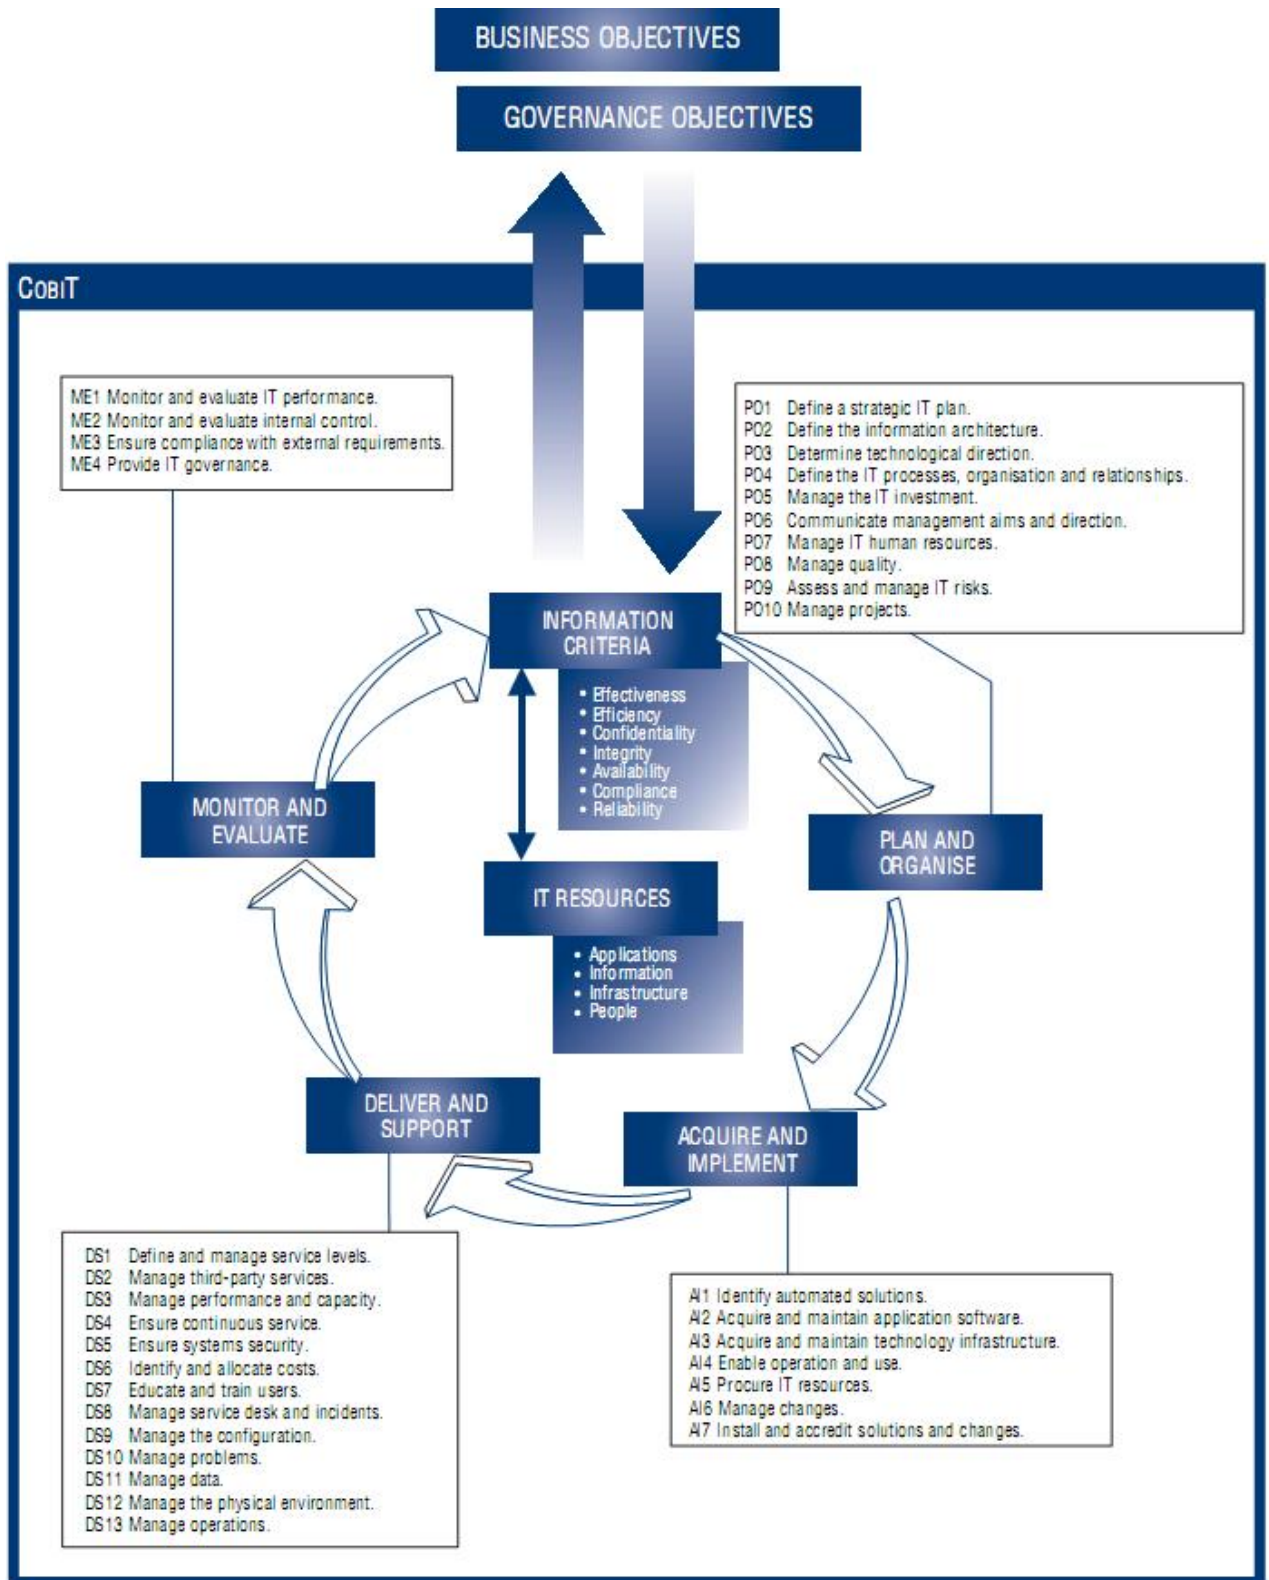 BUSINESS OBJECTIVES
GOVERNANCE OBJECTIVES
COBIT
ME1 Monitor and evaluate IT performance.
ME2 Monitor and evaluate internal control.
ME3 Ensure compliance with external requirements.
ME4 Provide IT governance.
PO1 Define a strategic IT plan.
PO2 Define the information architecture.
PO3 Determine technological direction.
PO4 Define the IT processes, organisation and relationships.
PO5 Manage the IT investment.
PO6 Communicate management aims and direction.
PO7 Manage IT human resources.
PO8 Manage quality.
PO9 Assess and manage IT risks.
PO10 Manage projects.
INFORMATION
CRITERIA
• Effectiveness
• Efficiency
• Confidentiality
• Integrity
• Availability
• Compliance
• Reliability
MONITOR AND
EVALUATE
PLAN AND
ORGANISE
IT RESOURCES
• Applications
• Information
• Infrastructure
• People
DELIVER AND
SUPPORT
ACQUIRE AND
IMPLEMENT
DS1 Define and manage service levels.
DS2 Manage third-party services.
DS3 Manage performance and capacity.
DS4 Ensure continuous service.
DS5 Ensure systems security.
DS6 Identify and allocate costs.
DS7 Educate and train users.
DS8 Manage service desk and incidents.
DS9 Manage the configuration.
DS10 Manage problems.
DS11 Manage data.
DS12 Manage the physical environment.
DS13 Manage operations.
AI1 Identify automated solutions.
AI2 Acquire and maintain application software.
AI3 Acquire and maintain technology infrastructure.
AI4 Enable operation and use.
AI5 Procure IT resources.
AI6 Manage changes.
AI7 Install and accredit solutions and changes.